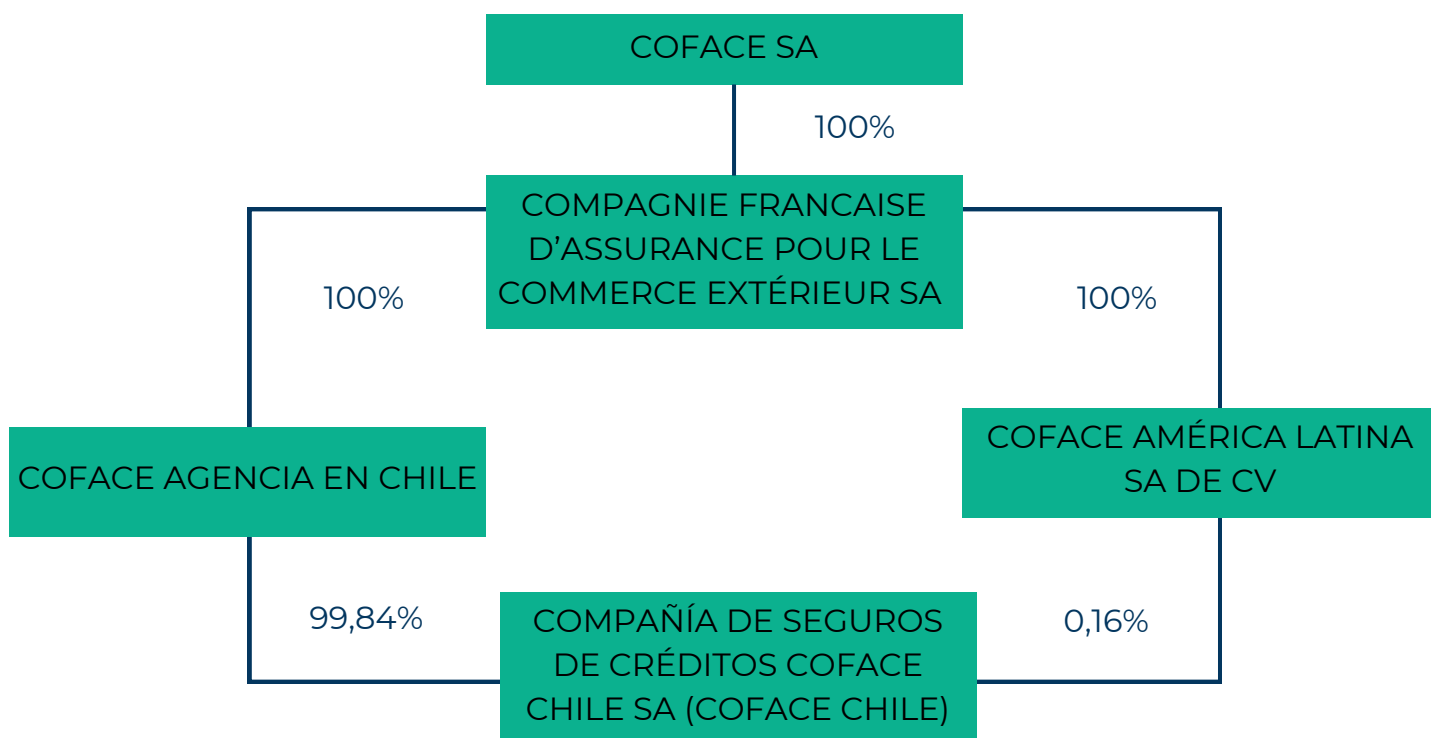 COFACE SA
100%
COMPAGNIE FRANCAISE
D’ASSURANCE POUR LE
COMMERCE EXTÉRIEUR SA
100%
100%
COFACE AGENCIA EN CHILE
COFACE AMÉRICA LATINA
SA DE CV
99,84%
0,16%
COMPAÑÍA DE SEGUROS
DE CRÉDITOS COFACE
CHILE SA (COFACE CHILE)